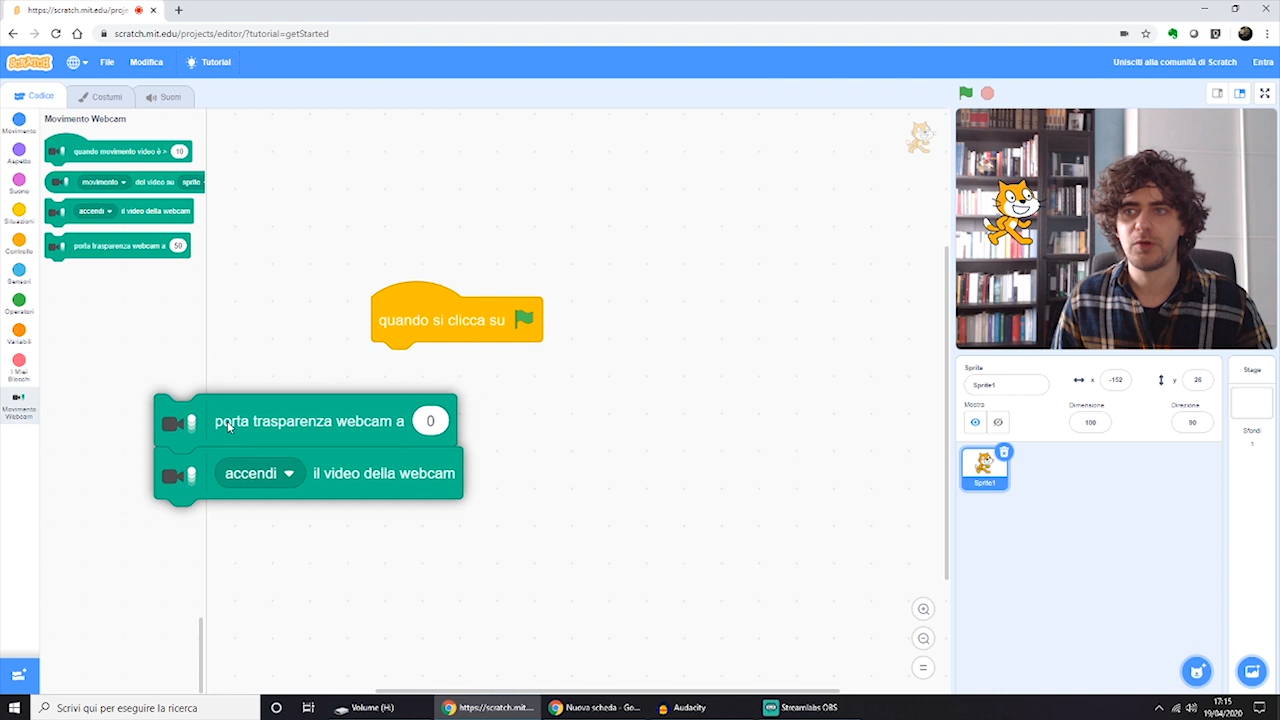 https://scratch.mit.edu/proje
scratch.mit.edu/projects/editor/?tutorial=getStarted
SCRATCH
File
Modifica
Tutorial
Unisciti alla comunità di Scratch
Entra
Codice
Costumi
Suoni
Movimento
Aspetto
Suono
Situazioni
Controllo
Sensori
Operatori
Variabili
I Miei
Blocchi
Movimento
Webcam
Movimento Webcam
quando movimento video è > 10
movimento del video su sprite
accendi il video della webcam
porta trasparenza webcam a 50
quando si clicca su
porta trasparenza webcam a 0
accendi il video della webcam
Sprite
Sprite1
x -152
y 26
Mostra
Dimensione
100
Direzione
90
Sprite1
Stage
Sfondi
1
Scrivi qui per eseguire la ricerca
Volume (H:)
https://scratch.mit...
Nuova scheda - Go...
Audacity
Streamlabs OBS
17:15
19/04/2020